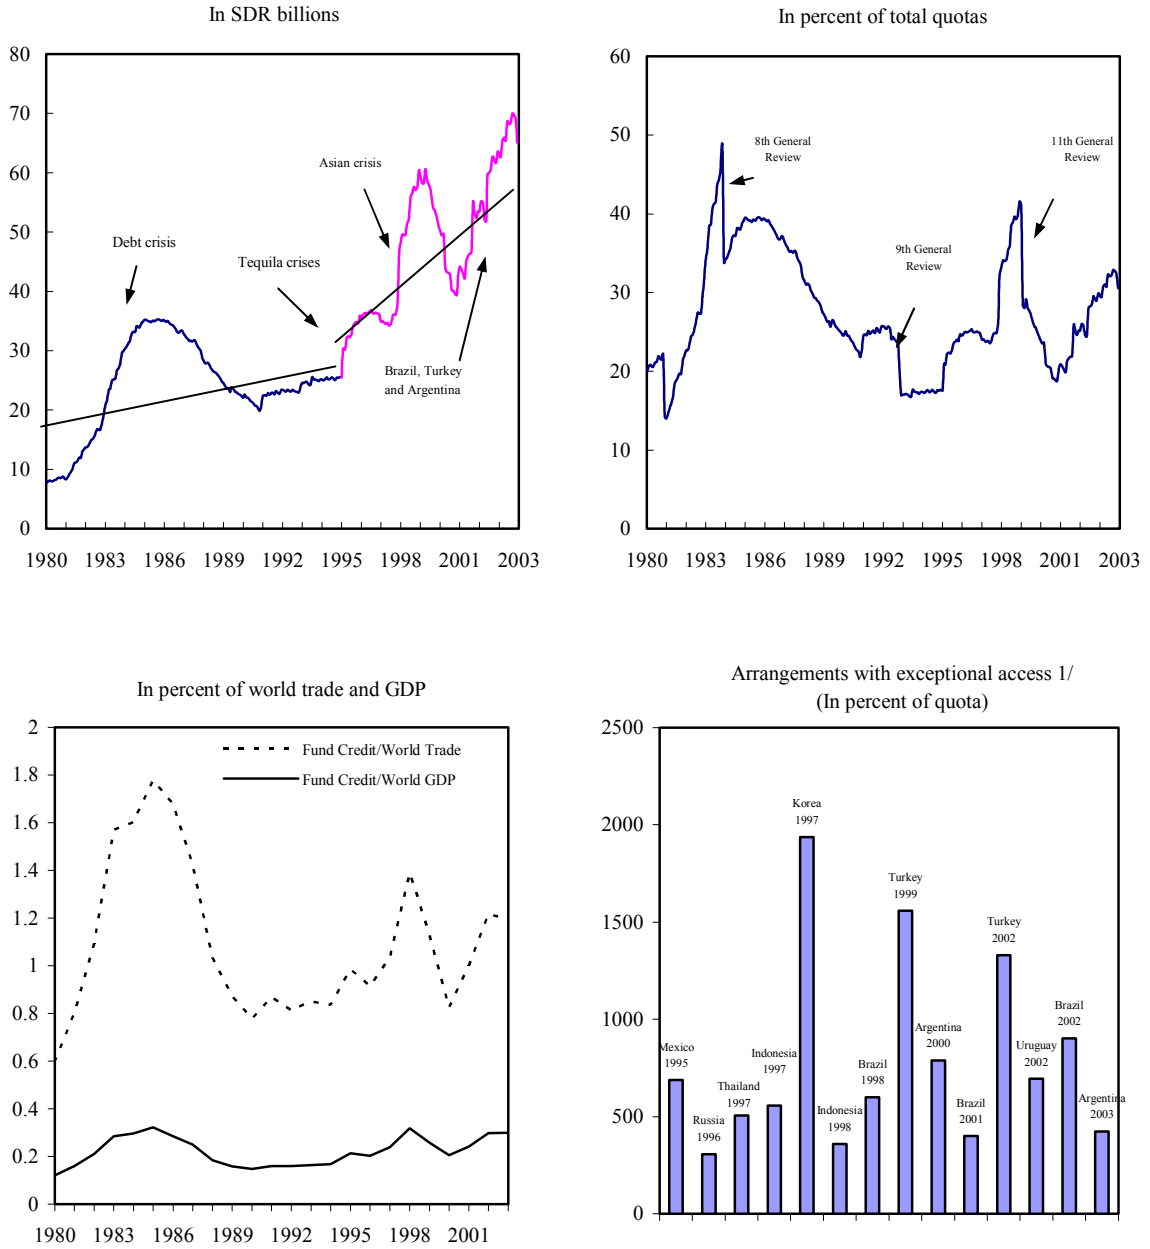 In SDR billions
80
70
60
50
40
30
20
10
0
1980 1983 1986 1989 1992 1995 1998 2001 2003
Asian crisis
Debt crisis
Tequila crises
Brazil, Turkey
and Argentina
In percent of total quotas
60
50
40
30
20
10
0
1980 1983 1986 1989 1992 1995 1998 2001 2003
8th General
Review
11th General
Review
9th General
Review
In percent of world trade and GDP
2
1.8
1.6
1.4
1.2
1
0.8
0.6
0.4
0.2
0
1980 1983 1986 1989 1992 1995 1998 2001
Fund Credit/World Trade
Fund Credit/World GDP
Arrangements with exceptional access 1/
(In percent of quota)
2500
2000
1500
1000
500
0
Mexico
1995
Russia
1996
Thailand
1997
Indonesia
1997
Korea
1997
Indonesia
1998
Brazil
1998
Turkey
1999
Argentina
2000
Brazil
2001
Turkey
2002
Uruguay
2002
Brazil
2002
Argentina
2003